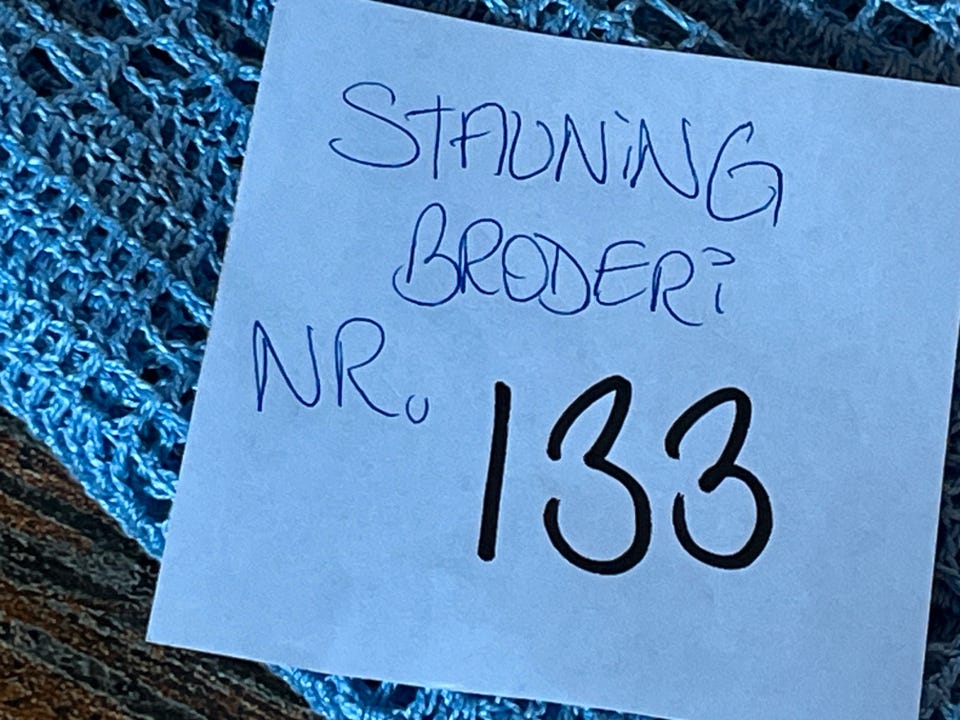 STAUNiNG
BRODERi
NR. 133